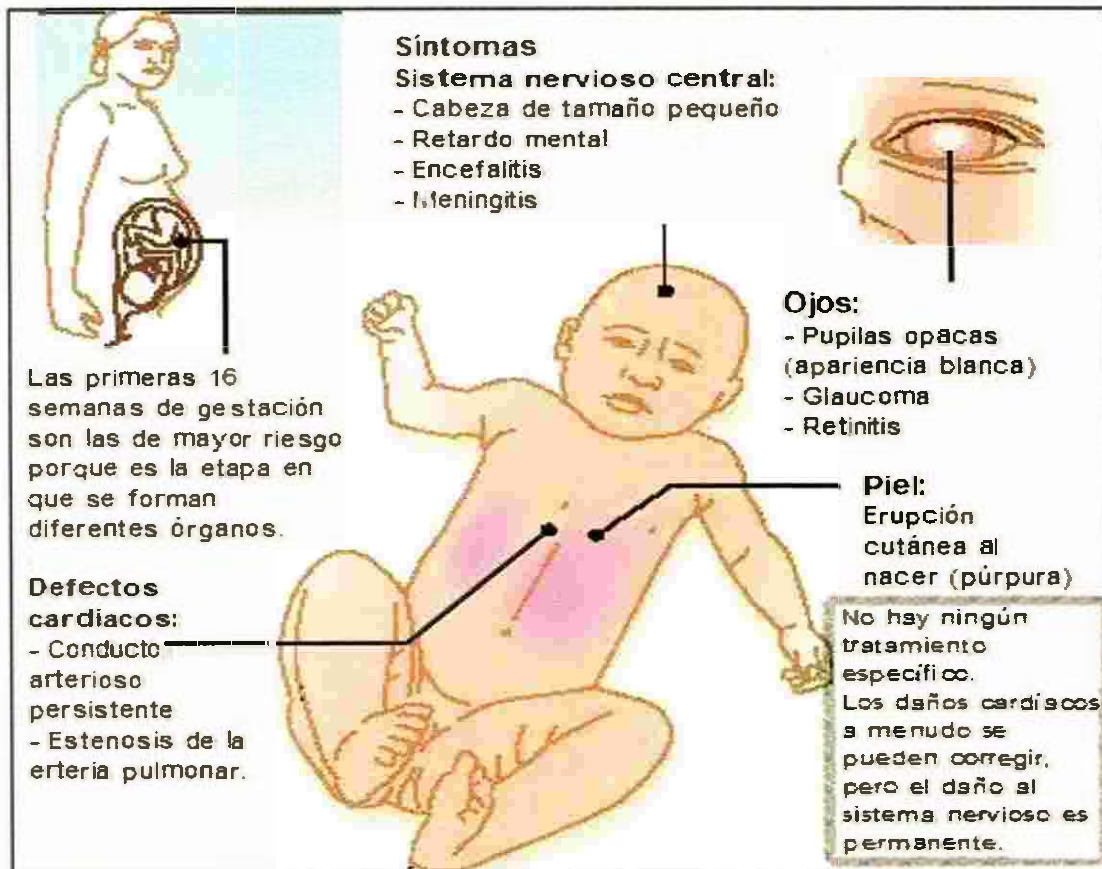 Síntomas
Sistema nervioso central:
- Cabeza de tamaño pequeño
- Retardo mental
- Encefalitis
- Meningitis
Las primeras 16
semanas de gestación
son las de mayor riesgo
porque es la etapa en
que se forman
diferentes órganos.
Defectos
cardíacos:
- Conducto
arterioso
persistente
- Estenosis de la
erteria pulmonar.
Ojos:
- Pupilas opacas
(apariencia blanca)
- Glaucoma
- Retinitis
Piel:
Erupción
cutánea al
nacer (púrpura)
No hay ningún
tratamiento
específico.
Los daños cardíacos
a menudo se
pueden corregir,
pero el daño al
sistema nervioso es
permanente.